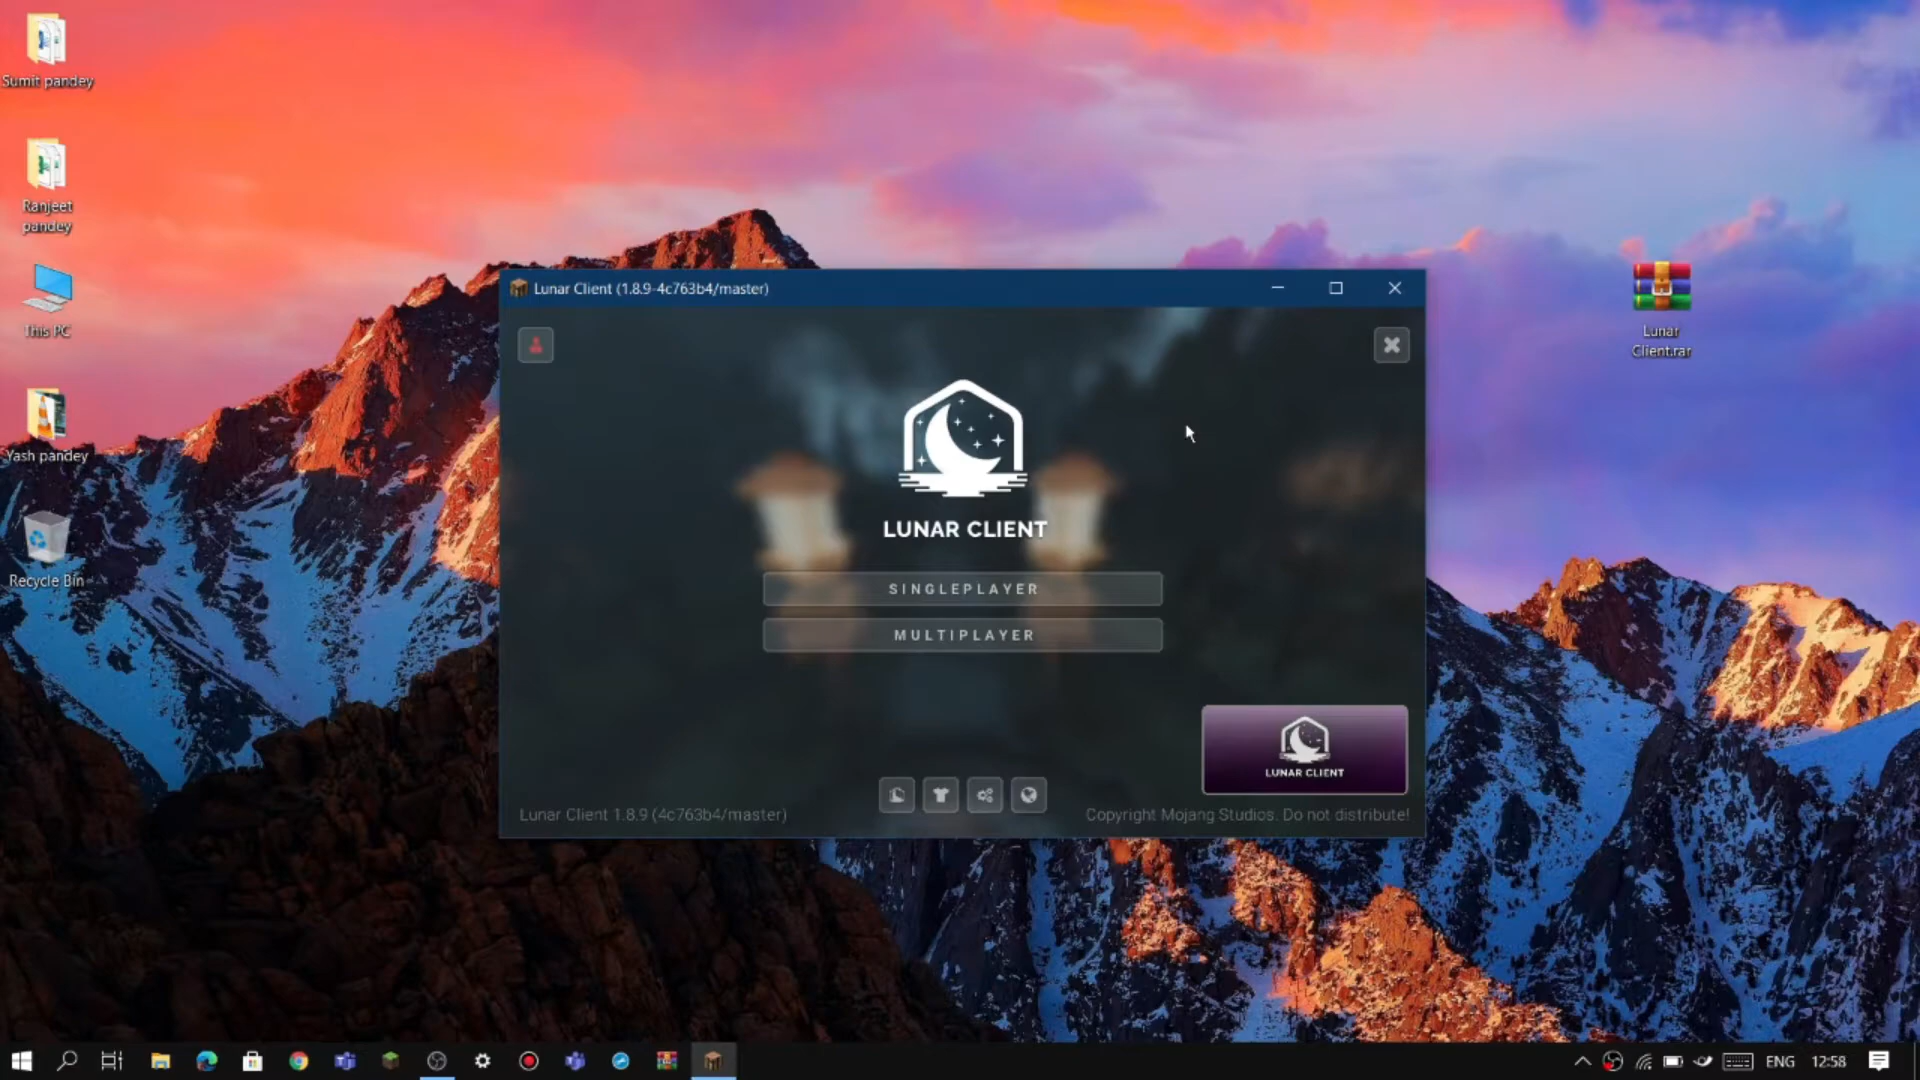 Sumit pandey
Ranjeet
pandey
This PC
Yash pandey
Recycle Bin
Lunar Client (1.8.9-4c763b4/master)
LUNAR CLIENT
SINGLEPLAYER
MULTIPLAYER
LUNAR CLIENT
Lunar Client 1.8.9 (4c763b4/master)
Copyright Mojang Studios. Do not distribute!
Lunar
Client.rar
ENG
12:58